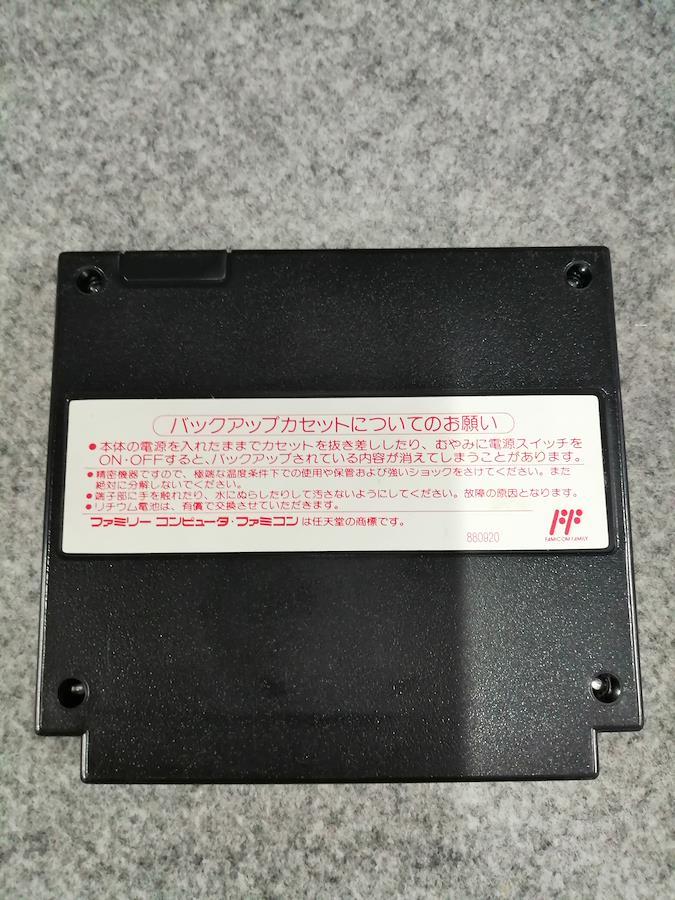 バックアップカセットについてのお願い
●本体の電源を入れたままでカセットを抜き差ししたり、むやみに電源スイッチを
ON・OFFすると、バックアップされている内容が消えてしまうことがあります。
●精密機器ですので、極端な温度条件下での使用や保管および強いショックをさけてください。また
絶対に分解しないでください。
●端子部に手を触れたり、水にぬらしたりして汚さないようにしてください。故障の原因となります。
●リチウム電池は、有償で交換させていただきます。
ファミリー コンピュータ・ファミコン は任天堂の商標です。
880920
FAMICOM FAMILY